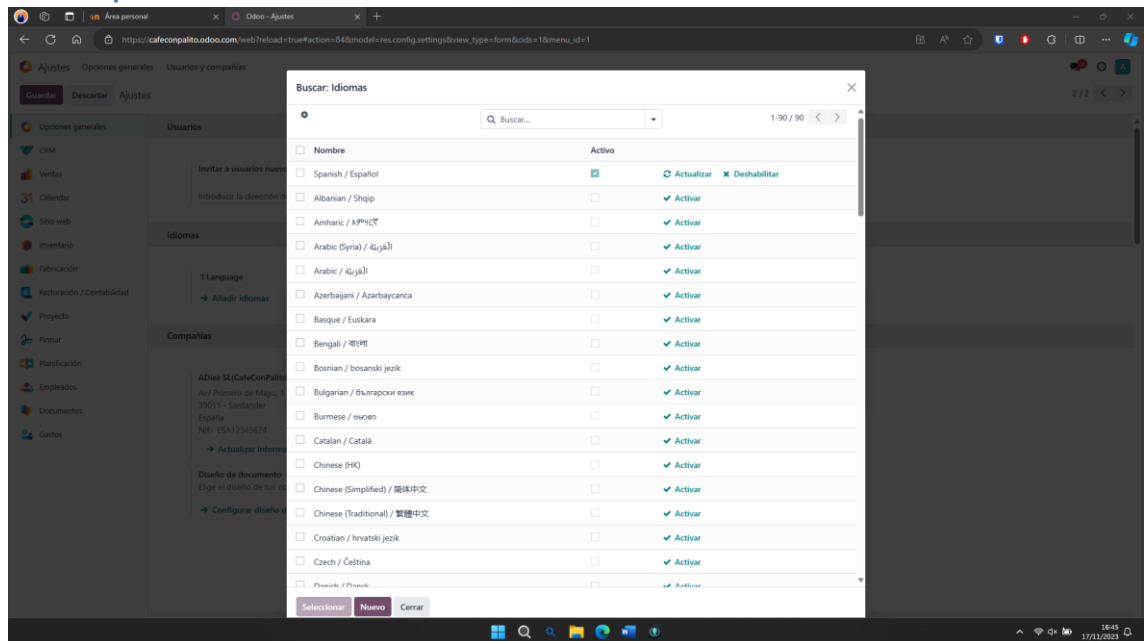 Área personal
Odoo - Ajustes
https://cafeconpalito.odoo.com/web?reload=true#action=84&model=res.config.settings&view_type=form&cids=1&menu_id=1
Ajustes Opciones generales Usuarios y compañías
Guardar Descartar Ajustes
2 / 2
Opciones generales
CRM
Ventas
31 Calendar
Sitio web
Inventario
Fabricación
Facturación / Contabilidad
Proyecto
Firmar
Planificación
Empleados
Documentos
Gastos
Usuarios
Invitar a usuarios
Introducir la dirección
Idiomas
1 Language
Añadir idiomas
Compañías
ADiez SL(CafeConPalito
Av/ Primero de Mayo,
39011 - Santander
España
NIF: ESA12345674
Actualizar
Diseño de documento
Elige el diseño de tus
Configurar diseño
Buscar: Idiomas
Buscar...
1-90 / 90
Nombre Activo
Spanish / Español Actualizar Deshabilitar
Albanian / Shqip Activar
Amharic / አምሃርኛ Activar
Arabic (Syria) / الْعَرَبيّة Activar
Arabic / الْعَرَبيّة Activar
Azerbaijani / Azərbaycanca Activar
Basque / Euskara Activar
Bengali / বাংলা Activar
Bosnian / bosanski jezik Activar
Bulgarian / български език Activar
Burmese / ဗမာစာ Activar
Catalan / Català Activar
Chinese (HK) Activar
Chinese (Simplified) / 简体中文 Activar
Chinese (Traditional) / 繁體中文 Activar
Croatian / hrvatski jezik Activar
Czech / Čeština Activar
Danish / Dansk Activar
Seleccionar Nuevo Cerrar
16:45
17/11/2023